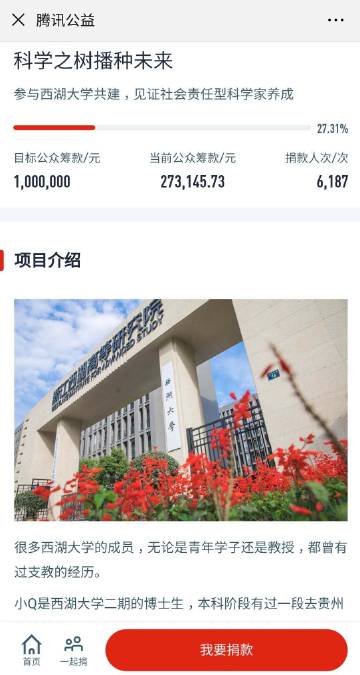 腾讯公益
科学之树播种未来
参与西湖大学共建，见证社会责任型科学家养成
27.31%
目标公众筹款/元 当前公众筹款/元 捐款人次/次
1,000,000 273,145.73 6,187
项目介绍
浙江西湖高等研究院
INSTITUTE FOR ADVANCED STUDY
西湖大学
很多西湖大学的成员，无论是青年学子还是教授，都曾有
过支教的经历。
小Q是西湖大学二期的博士生，本科阶段有过一段去贵州
首页 一起捐 我要捐款